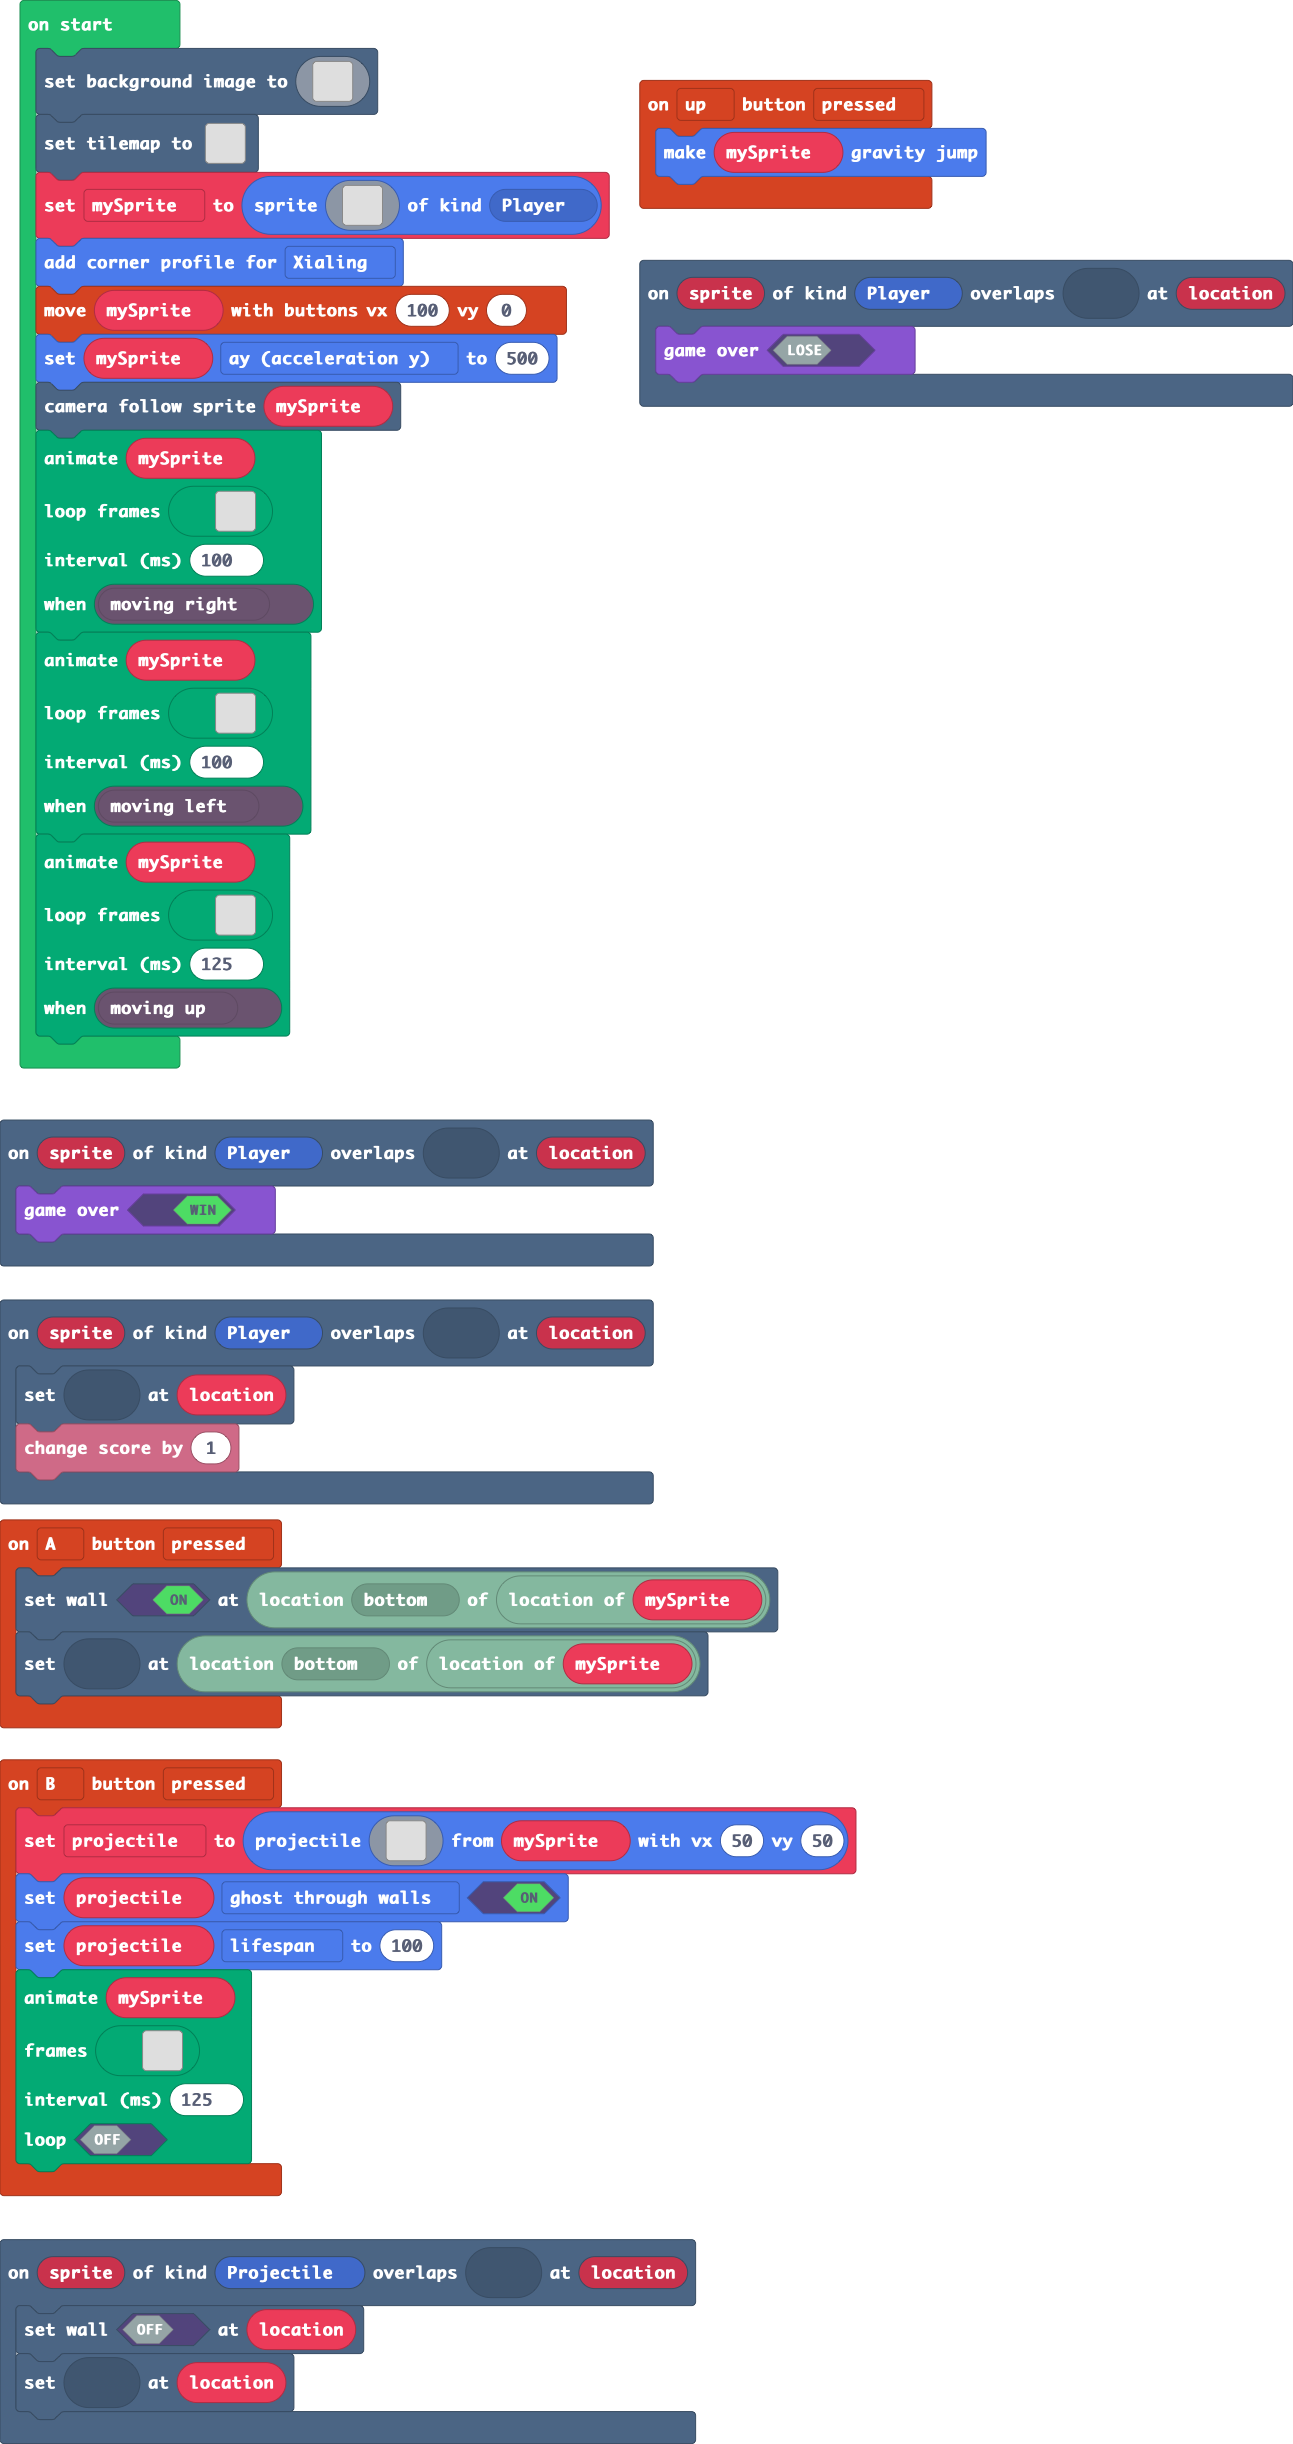 on start
set background image to
set tilemap to
set mySprite to sprite of kind Player
add corner profile for Xialing
move mySprite with buttons vx 100 vy 0
set mySprite ay (acceleration y) to 500
camera follow sprite mySprite
animate mySprite
loop frames
interval (ms) 100
when moving right
animate mySprite
loop frames
interval (ms) 100
when moving left
animate mySprite
loop frames
interval (ms) 125
when moving up
on up button pressed
make mySprite gravity jump
on sprite of kind Player overlaps at location
game over LOSE
on sprite of kind Player overlaps at location
game over WIN
on sprite of kind Player overlaps at location
set at location
change score by 1
on A button pressed
set wall ON at location bottom of location of mySprite
set at location bottom of location of mySprite
on B button pressed
set projectile to projectile from mySprite with vx 50 vy 50
set projectile ghost through walls ON
set projectile lifespan to 100
animate mySprite
frames
interval (ms) 125
loop OFF
on sprite of kind Projectile overlaps at location
set wall OFF at location
set at location